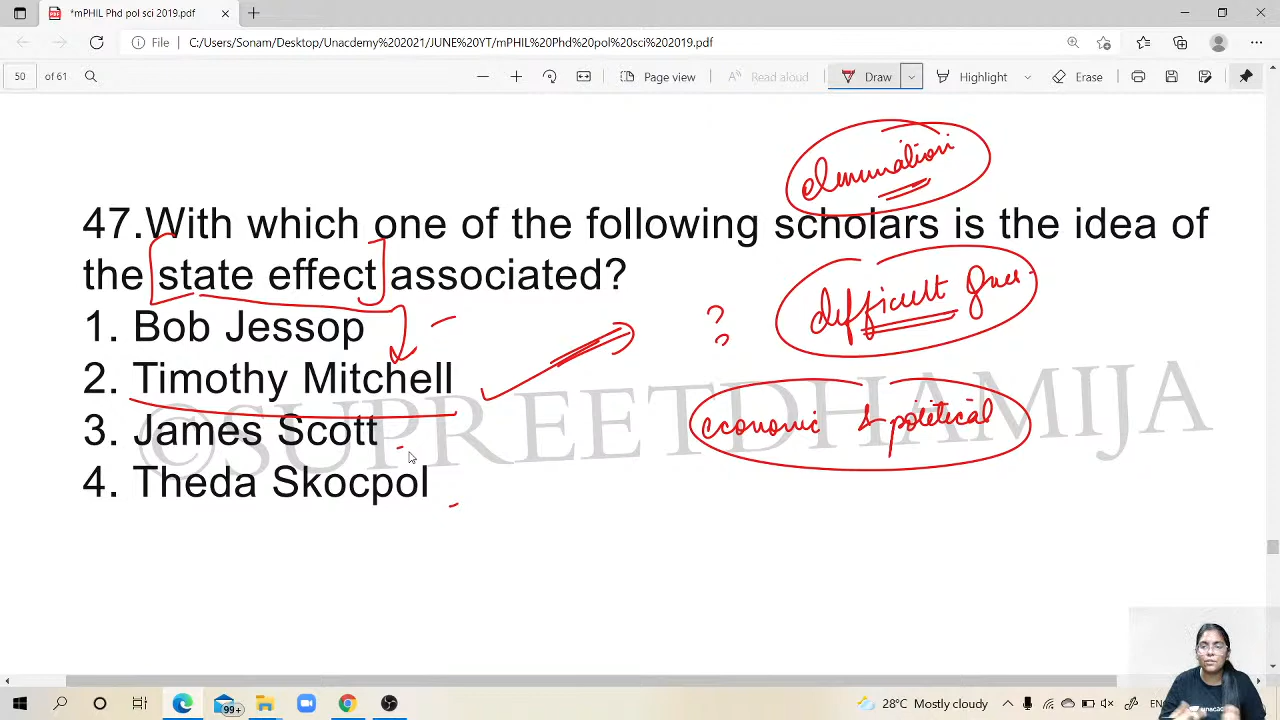 *mPHIL Phd pol sci 2019.pdf
File C:/Users/Sonam/Desktop/Unacdemy%202021/JUNE%20YT/mPHIL%20Phd%20pol%20sci%202019.pdf
50 of 61 Page view Read aloud Draw Highlight Erase
elimination
47.With which one of the following scholars is the idea of
the state effect associated?
difficult ques.
1. Bob Jessop
?
2. Timothy Mitchell
economic & political
3. James Scott
4. Theda Skocpol
©SUPREETDHAMIJA
99+ 28°C Mostly cloudy